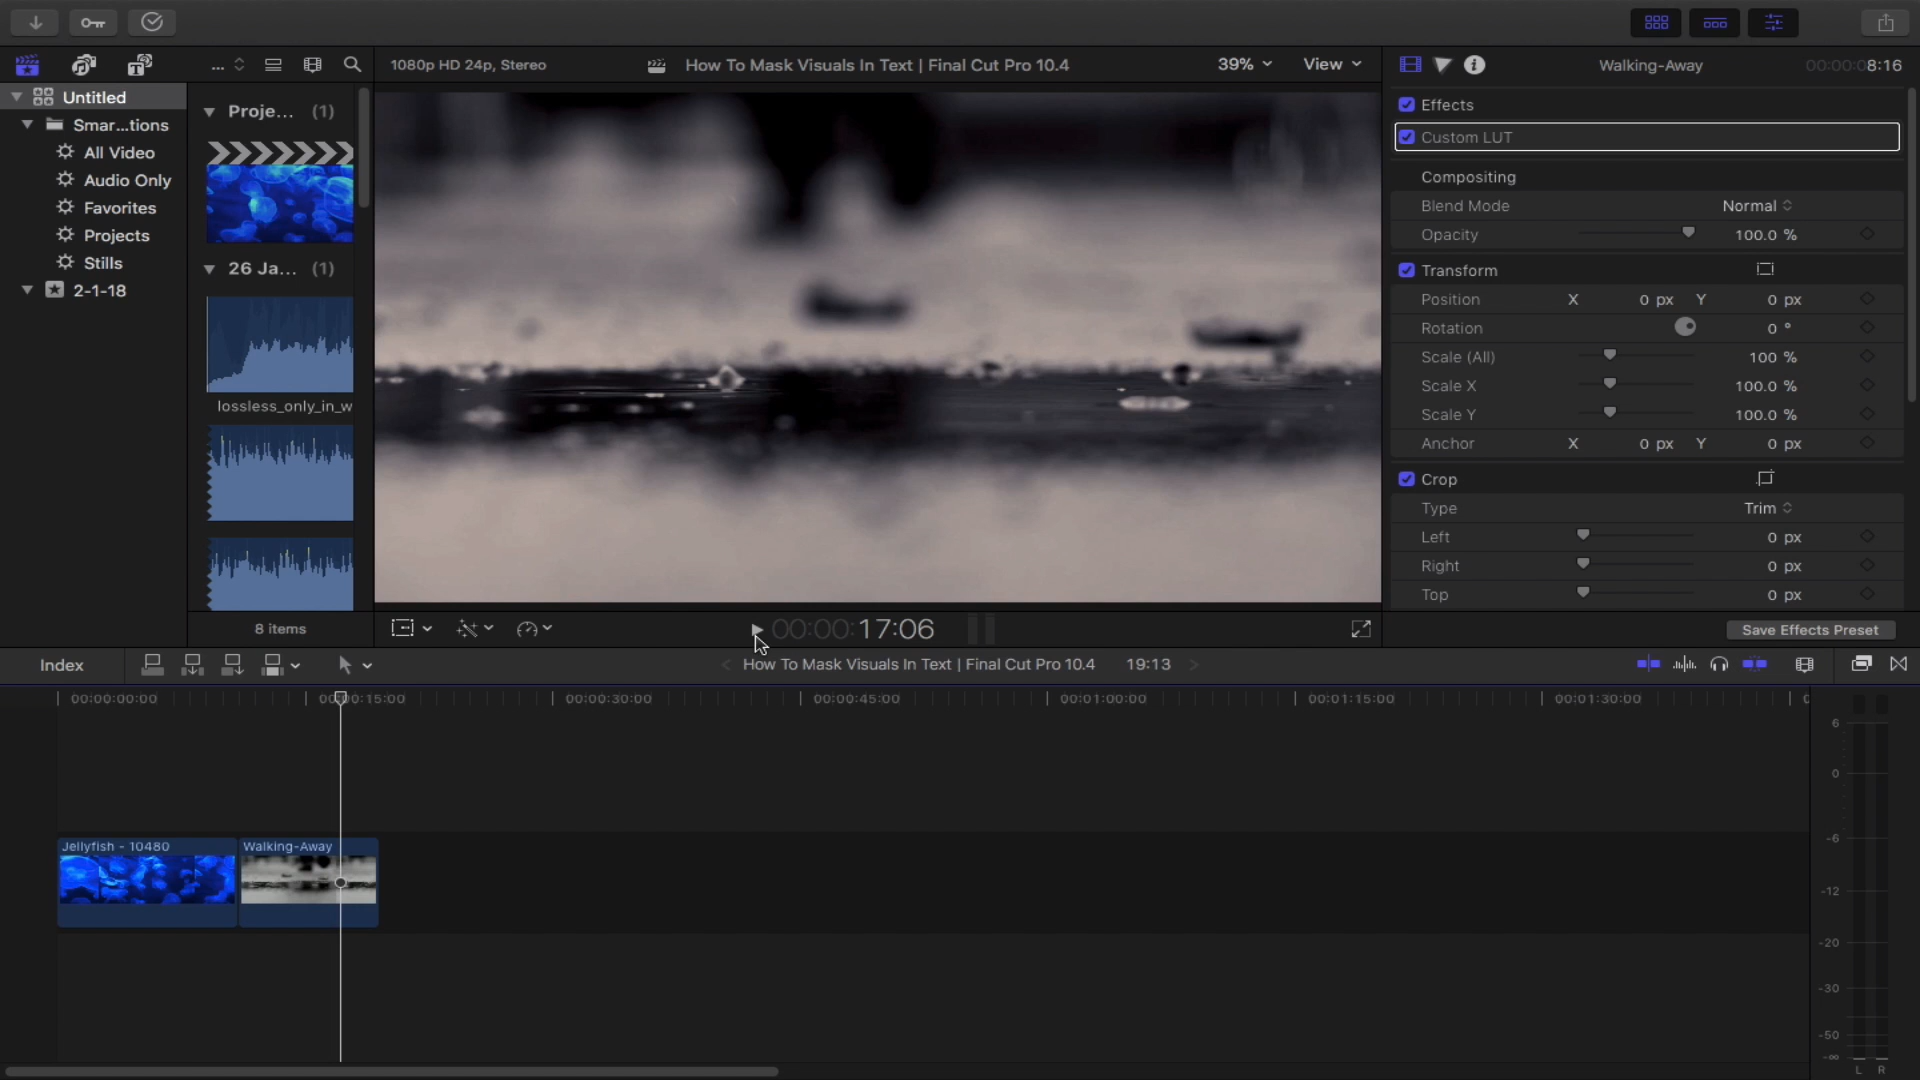 1080p HD 24p, Stereo
How To Mask Visuals In Text | Final Cut Pro 10.4
39%
View
Walking-Away
00:00:08:16
Untitled
Smar...tions
All Video
Audio Only
Favorites
Projects
Stills
2-1-18
Proje... (1)
26 Ja... (1)
lossless_only_in_w
8 items
Effects
Custom LUT
Compositing
Blend Mode Normal
Opacity 100.0 %
Transform
Position X 0 px Y 0 px
Rotation 0 °
Scale (All) 100 %
Scale X 100.0 %
Scale Y 100.0 %
Anchor X 0 px Y 0 px
Crop
Type Trim
Left 0 px
Right 0 px
Top 0 px
Save Effects Preset
00:00:17:06
Index
How To Mask Visuals In Text | Final Cut Pro 10.4 19:13
00:00:00:00 00:00:15:00 00:00:30:00 00:00:45:00 00:01:00:00 00:01:15:00 00:01:30:00
Jellyfish - 10480
Walking-Away
6
0
-6
-12
-20
-30
-50
-∞
L R